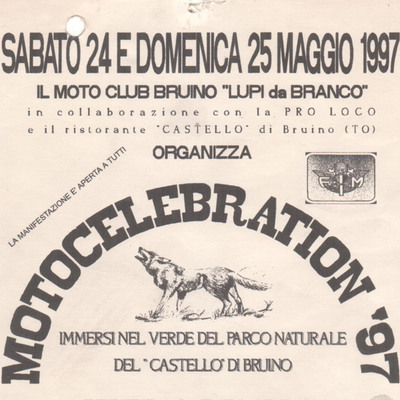 SABATO 24 E DOMENICA 25 MAGGIO 1997
IL MOTO CLUB BRUINO "LUPI da BRANCO"
in collaborazione con la PRO LOCO
e il ristorante "CASTELLO" di Bruino (TO)
ORGANIZZA
LA MANIFESTAZIONE E' APERTA A TUTTI
FIM
MOTOCELEBRATION '97
IMMERSI NEL VERDE DEL PARCO NATURALE
DEL "CASTELLO" DI BRUINO